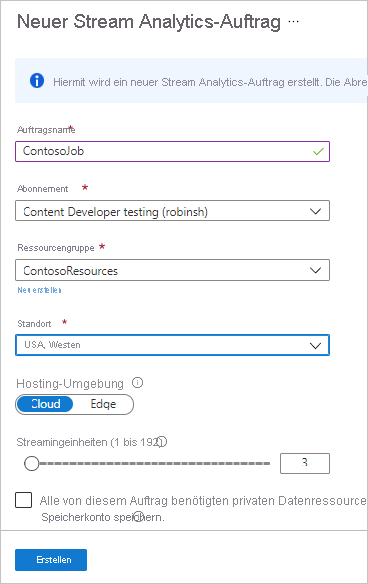 Neuer Stream Analytics-Auftrag ...
Hiermit wird ein neuer Stream Analytics-Auftrag erstellt. Die Abre
Auftragsname *
ContosoJob
Abonnement *
Content Developer testing (robinsh)
Ressourcengruppe *
ContosoResources
Neu erstellen
Standort *
USA, Westen
Hosting-Umgebung
Cloud Edge
Streamingeinheiten (1 bis 192)
3
Alle von diesem Auftrag benötigten privaten Datenressource
Speicherkonto speichern.
Erstellen